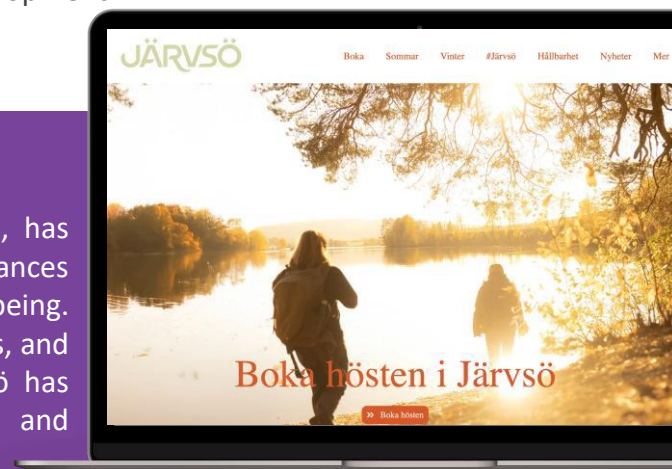 JÄRVSÖ
Boka Sommar Vinter #Järvsö Hållbarhet Nyheter Mer
, has
ances
being.
s, and
ö has
and
Boka hösten i Järvsö
» Boka hösten